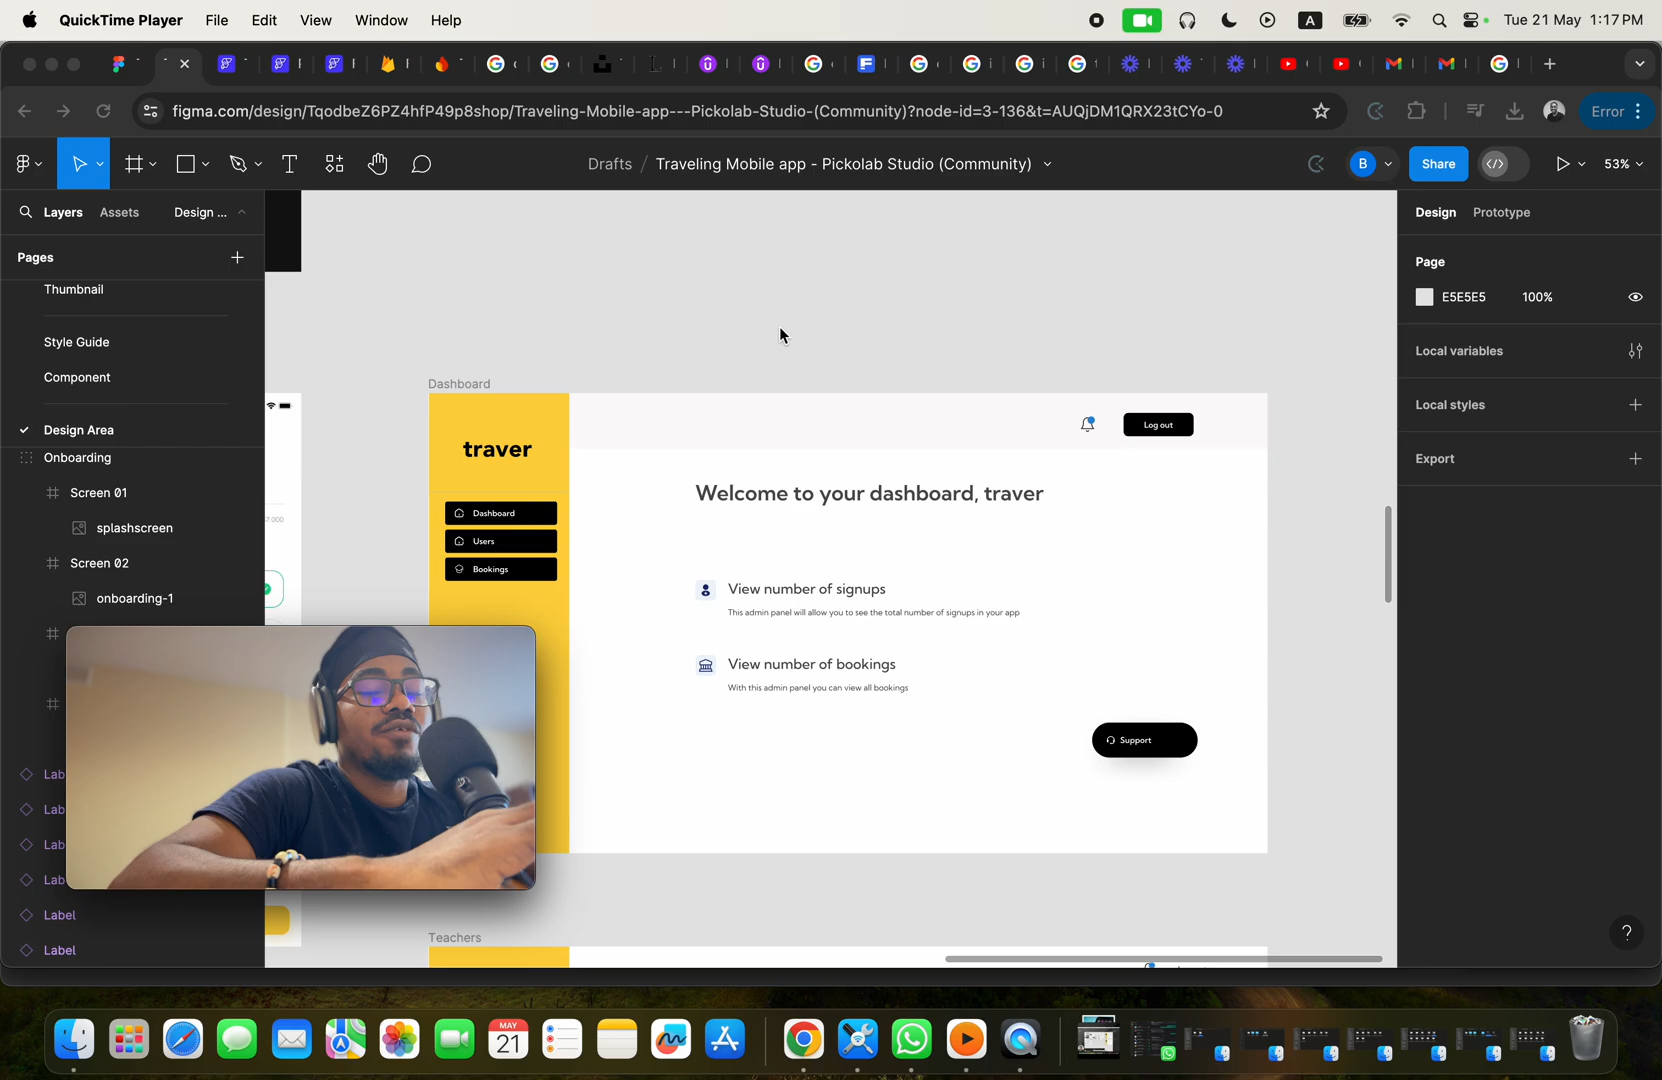 QuickTime Player File Edit View Window Help
A
Tue 21 May 1:17 PM
figma.com/design/TqodbeZ6PZ4hfP49p8shop/Traveling-Mobile-app---Pickolab-Studio-(Community)?node-id=3-136&t=AUQjDM1QRX23tCYo-0
Error
Drafts / Traveling Mobile app - Pickolab Studio (Community)
B
Share
53%
Layers Assets Design ...
Pages
Thumbnail
Style Guide
Component
Design Area
Onboarding
Screen 01
splashscreen
Screen 02
onboarding-1
Lab
Lab
Lab
Lab
Label
Label
7.000
Dashboard
traver
Dashboard
Users
Bookings
Log out
Welcome to your dashboard, traver
View number of signups
This admin panel will allow you to see the total number of signups in your app
View number of bookings
With this admin panel you can view all bookings
Support
Teachers
Design Prototype
Page
E5E5E5 100%
Local variables
Local styles
Export
?
MAY
21